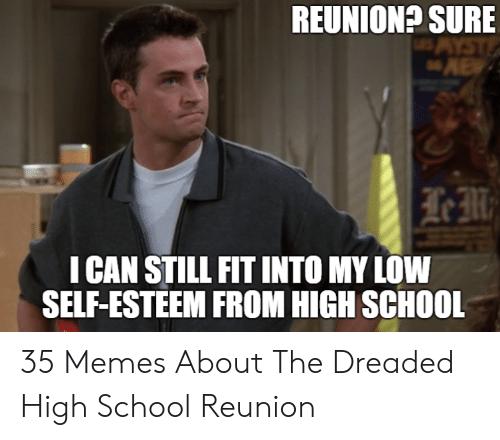 REUNION? SURE
I CAN STILL FIT INTO MY LOW
SELF-ESTEEM FROM HIGH SCHOOL
35 Memes About The Dreaded
High School Reunion